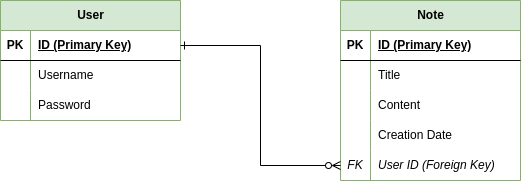 User
PK ID (Primary Key)
Username
Password
Note
PK ID (Primary Key)
Title
Content
Creation Date
FK User ID (Foreign Key)